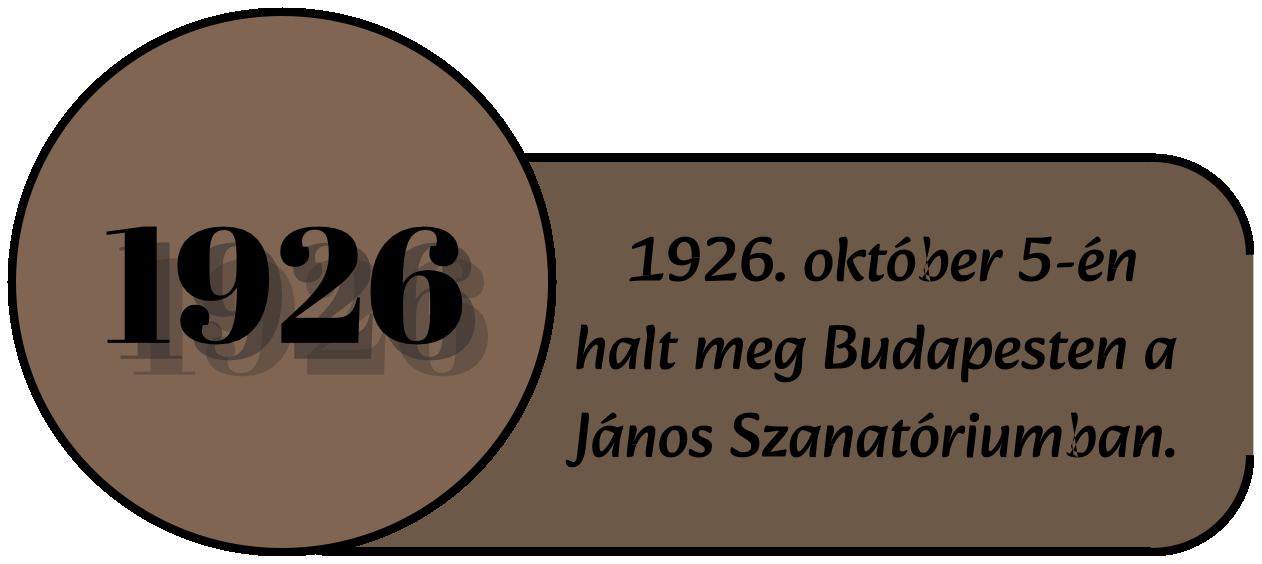 1926
1926. október 5-én
halt meg Budapesten a
János Szanatóriumban.